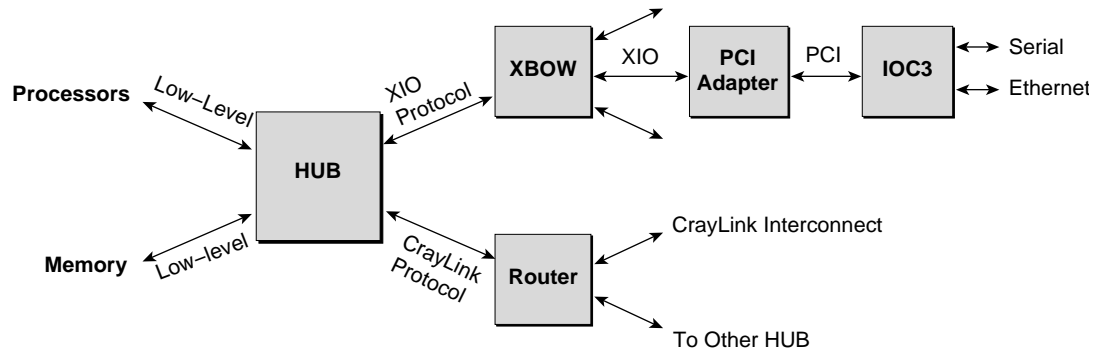 Processors
Low–Level
HUB
Memory
Low–level
XIO
Protocol
XBOW
XIO
PCI
Adapter
PCI
IOC3
Serial
Ethernet
CrayLink
Protocol
Router
CrayLink Interconnect
To Other HUB